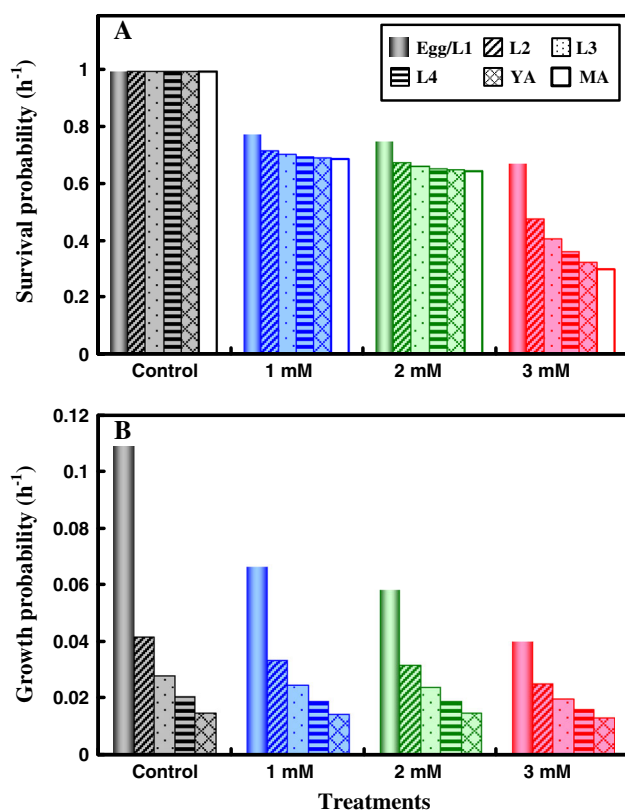 A
Egg/L1 L2 L3
L4 YA MA
Survival probability (h⁻¹)
1
0.8
0.6
0.4
0.2
0
Control 1 mM 2 mM 3 mM
B
Growth probability (h⁻¹)
0.12
0.1
0.08
0.06
0.04
0.02
0
Control 1 mM 2 mM 3 mM
Treatments